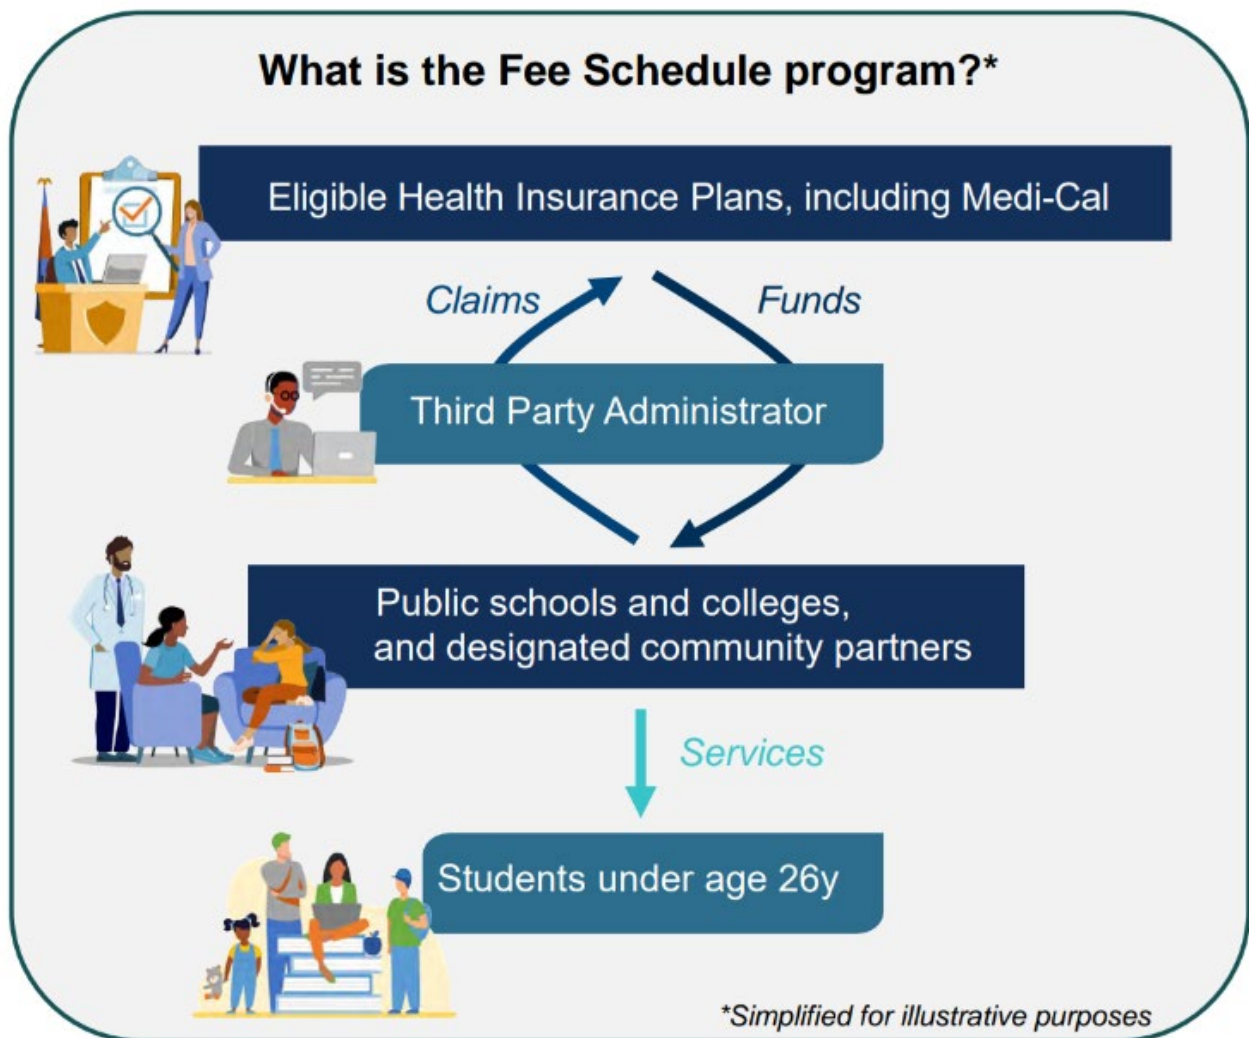 What is the Fee Schedule program?*
Eligible Health Insurance Plans, including Medi-Cal
Claims
Funds
Third Party Administrator
Public schools and colleges,
and designated community partners
Services
Students under age 26y
*Simplified for illustrative purposes